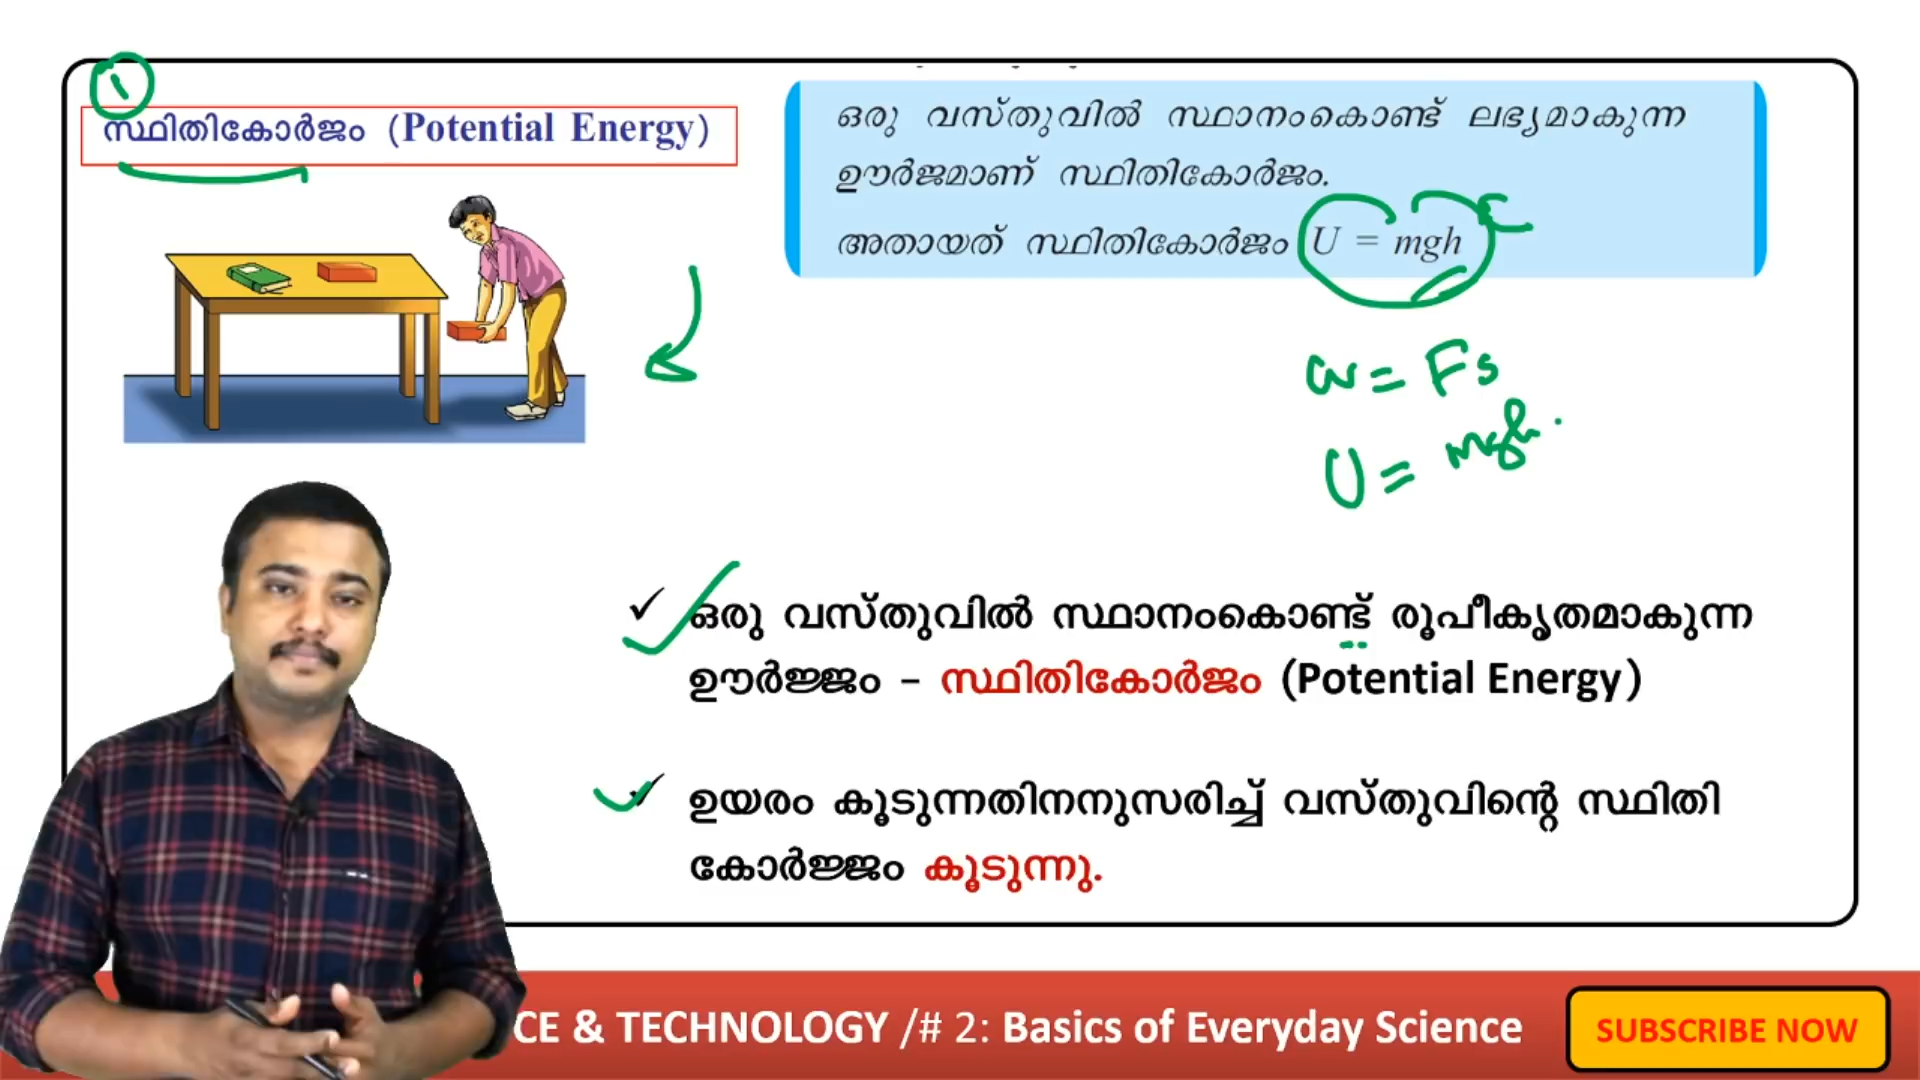 1
സ്ഥിതികോർജം (Potential Energy)
ഒരു വസ്തുവിൽ സ്ഥാനംകൊണ്ട് ലഭ്യമാകുന്ന
ഊർജമാണ് സ്ഥിതികോർജം.
അതായത് സ്ഥിതികോർജം U = mgh
W = Fs
U = mgh.
ഒരു വസ്തുവിൽ സ്ഥാനംകൊണ്ട് രൂപീകൃതമാകുന്ന
ഊർജ്ജം – സ്ഥിതികോർജം (Potential Energy)
ഉയരം കൂടുന്നതിനനുസരിച്ച് വസ്തുവിന്റെ സ്ഥിതി
കോർജ്ജം കൂടുന്നു.
CE & TECHNOLOGY /# 2: Basics of Everyday Science
SUBSCRIBE NOW